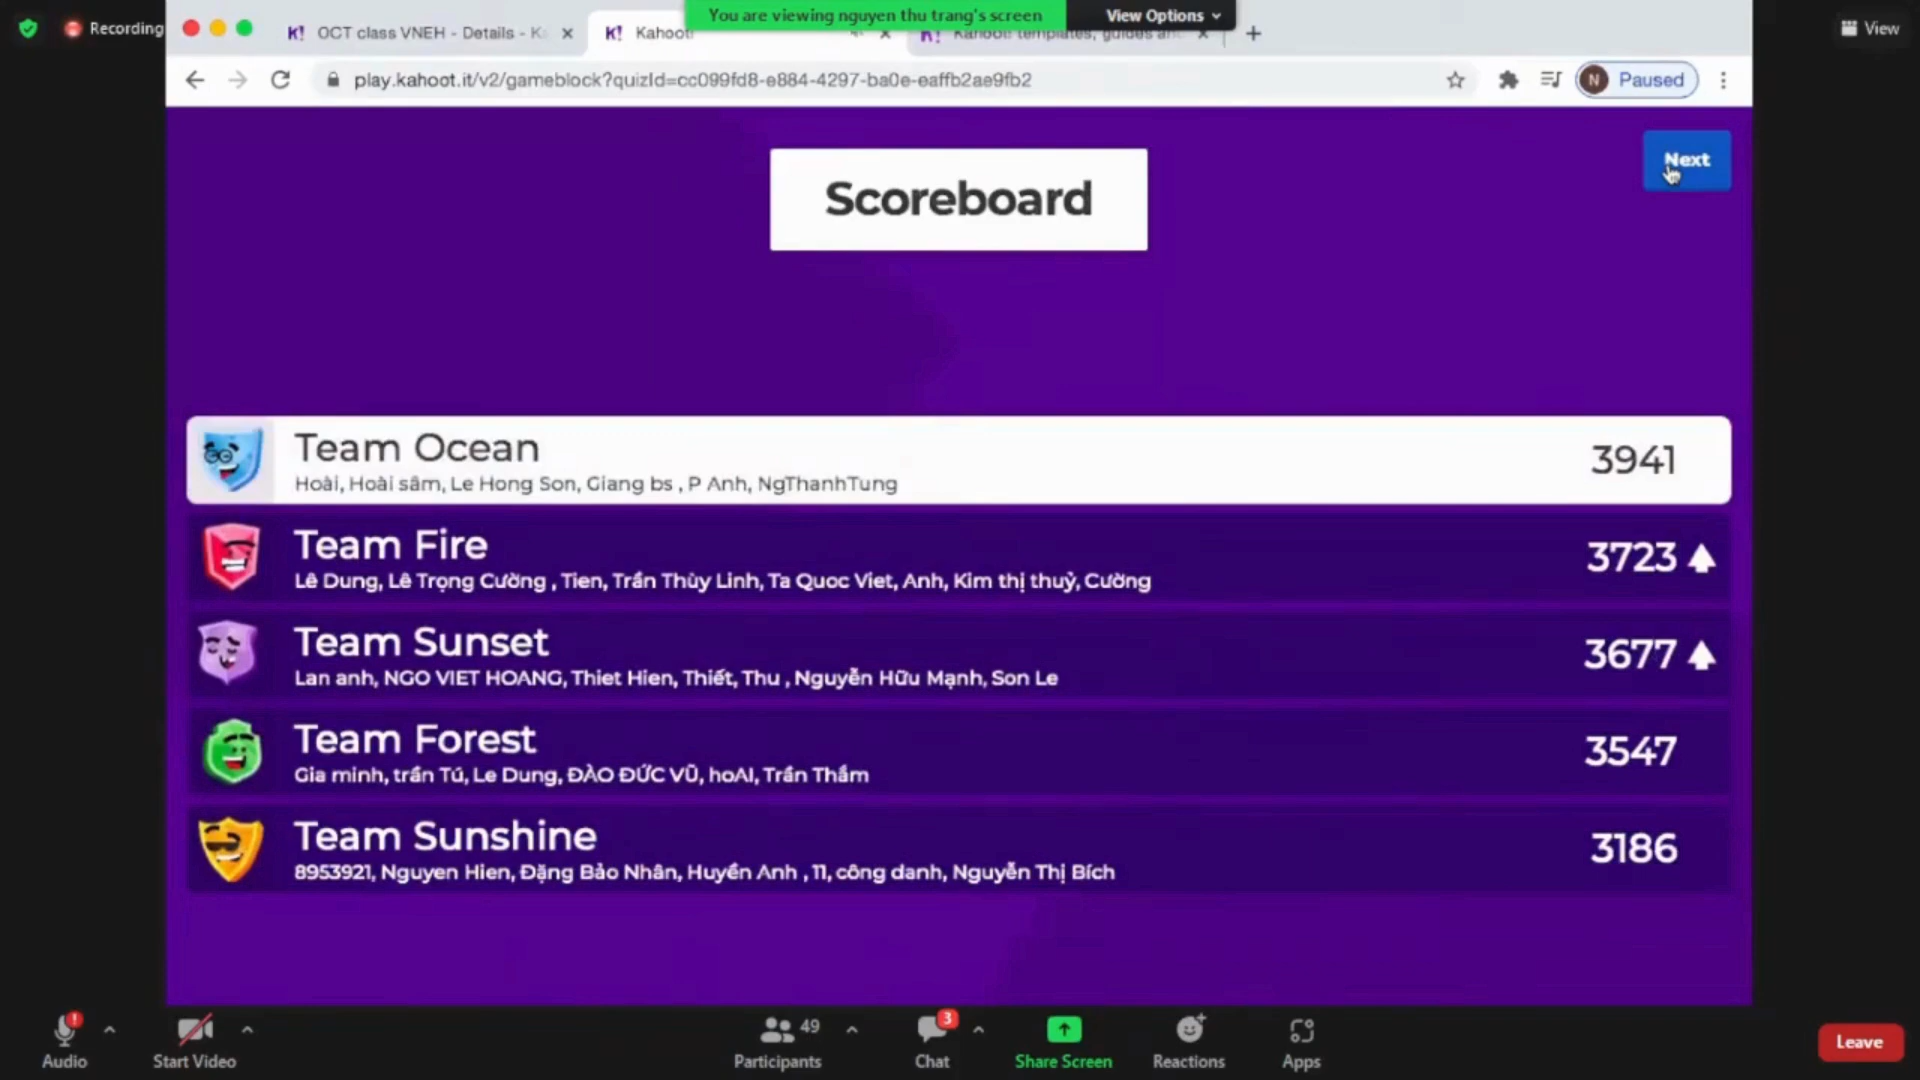 You are viewing nguyen thu trang's screen
View Options
Recording
View
K! OCT class VNEH - Details - Ka
K! Kahoot!
K! Kahoot! templates, guides and
play.kahoot.it/v2/gameblock?quizId=cc099fd8-e884-4297-ba0e-eaffb2ae9fb2
N Paused
Next
Scoreboard
Team Ocean
3941
Hoài, Hoài sâm, Le Hong Son, Giang bs , P Anh, NgThanhTung
Team Fire
3723
Lê Dung, Lê Trọng Cường , Tien, Trần Thùy Linh, Ta Quoc Viet, Anh, Kim thị thuỷ, Cường
Team Sunset
3677
Lan anh, NGO VIET HOANG, Thiet Hien, Thiết, Thu , Nguyễn Hữu Mạnh, Son Le
Team Forest
3547
Gia minh, trần Tú, Le Dung, ĐÀO ĐỨC VŨ, hoAI, Trần Thắm
Team Sunshine
3186
8953921, Nguyen Hien, Đặng Bảo Nhân, Huyền Anh , 11, công danh, Nguyễn Thị Bích
Audio
Start Video
49
Participants
3
Chat
Share Screen
Reactions
Apps
Leave